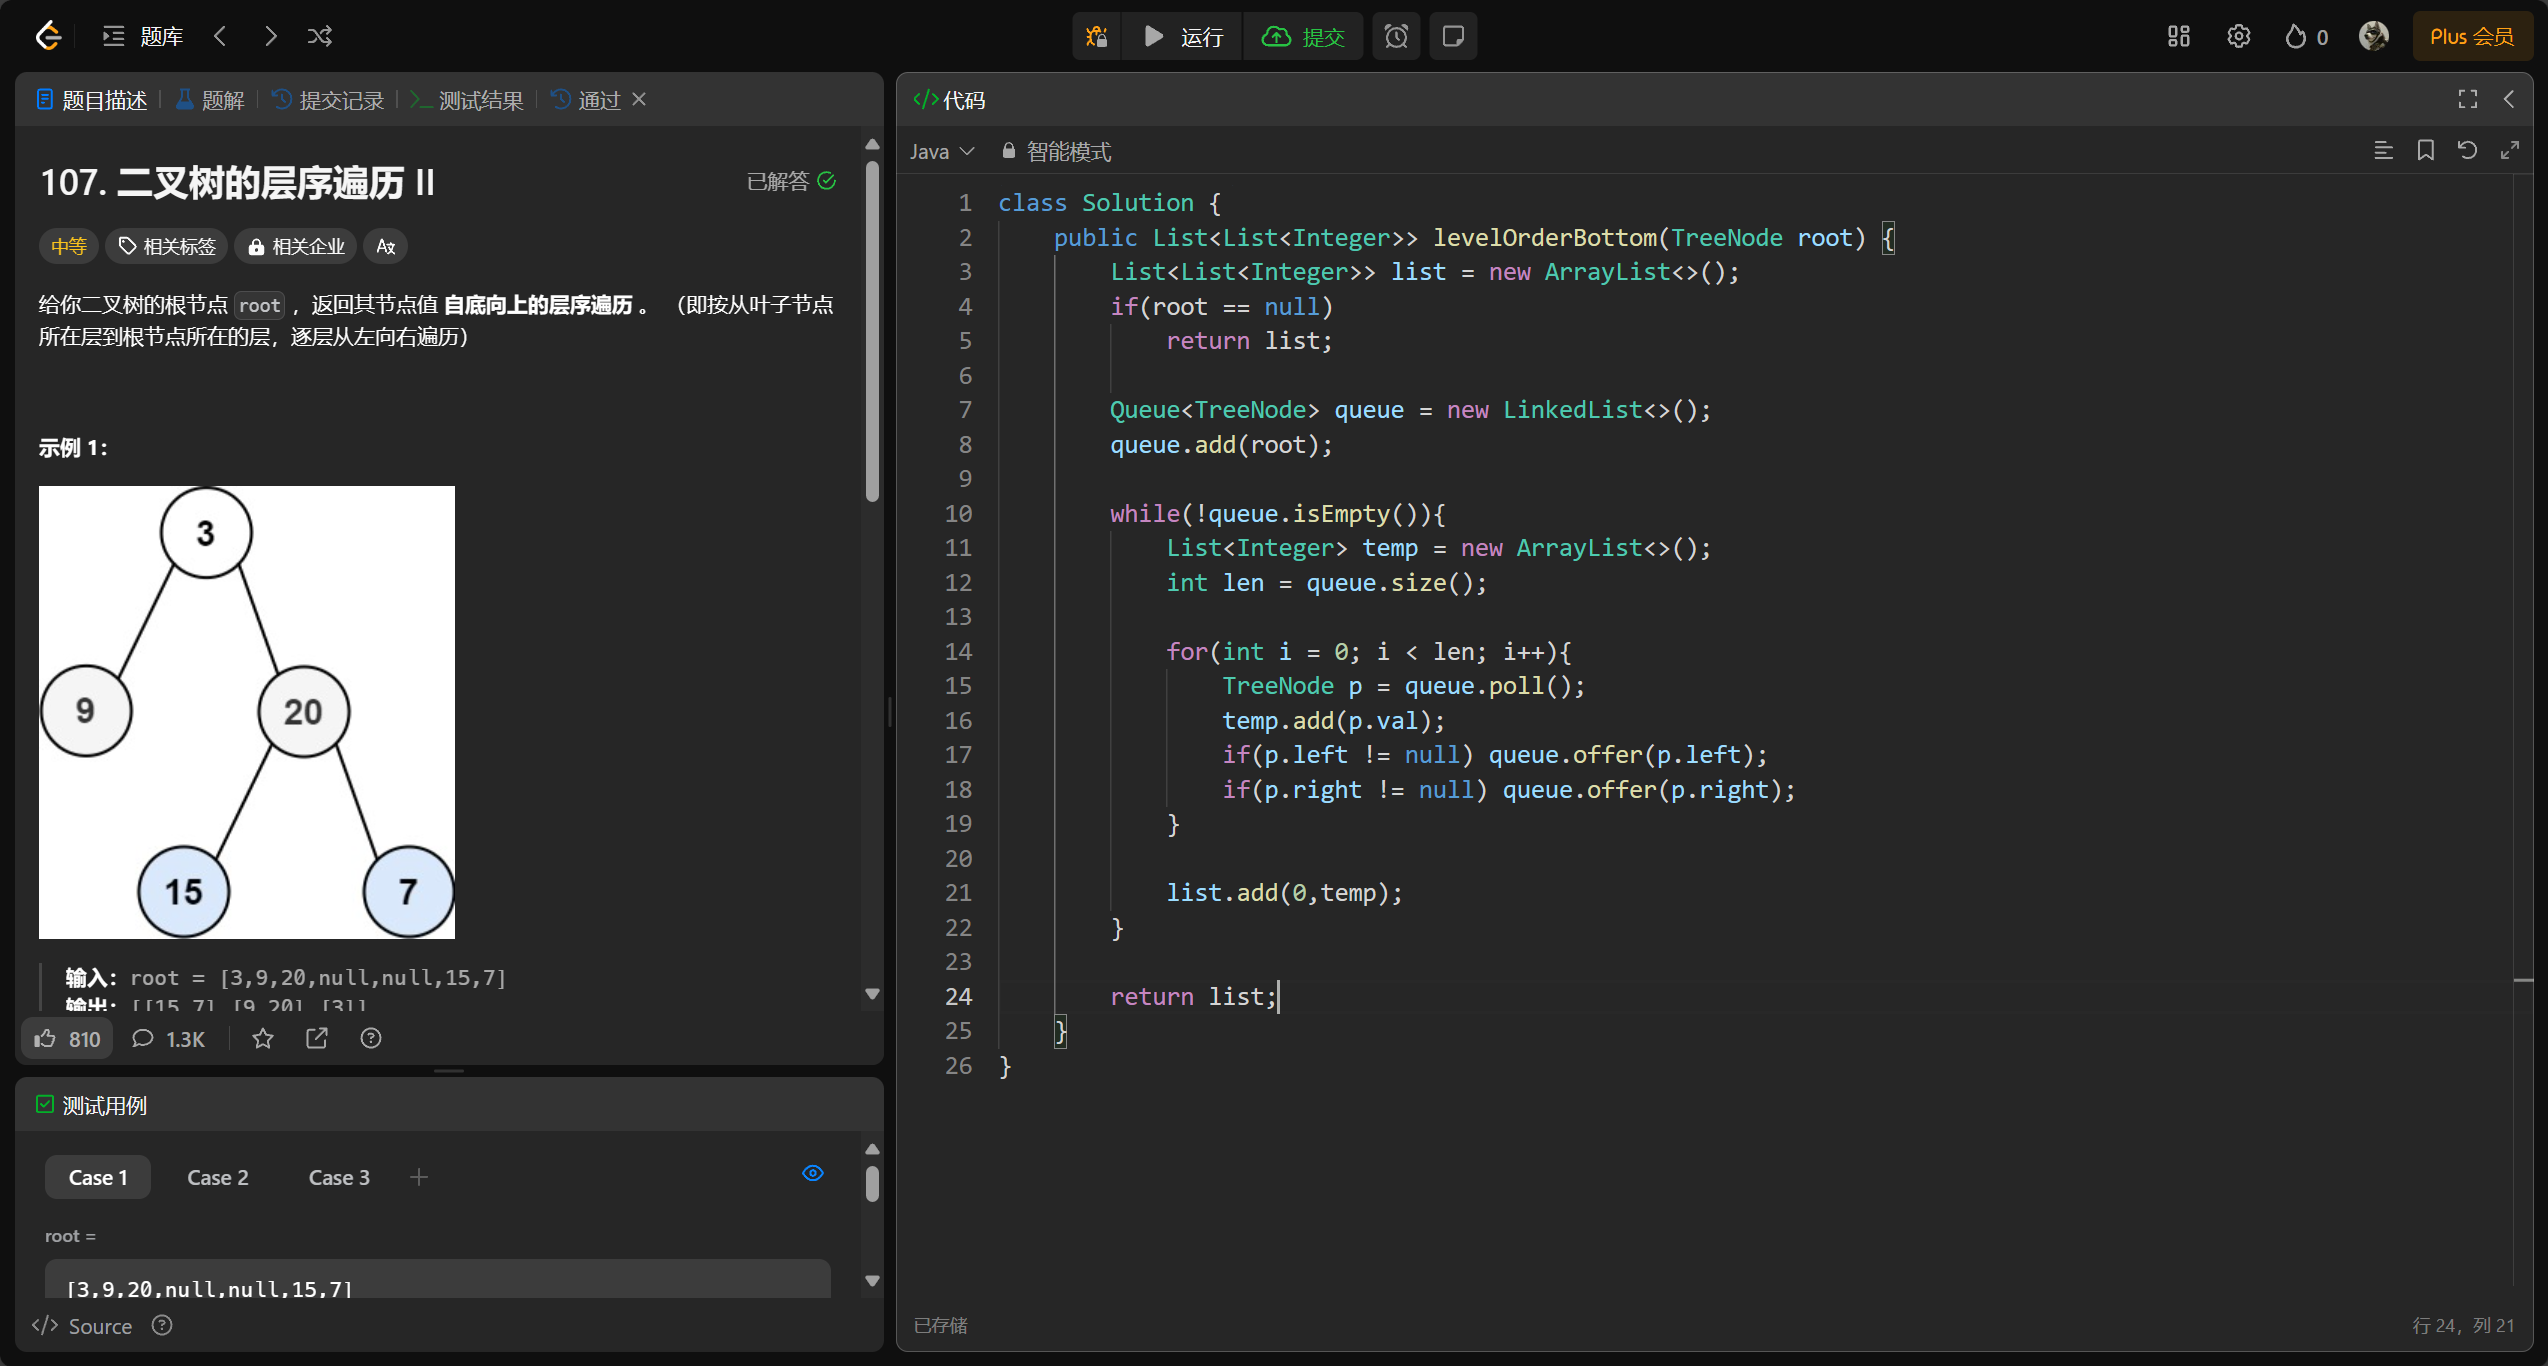 题库
运行
提交
0
Plus 会员
题目描述 题解 提交记录 测试结果 通过
107. 二叉树的层序遍历 II
已解答
中等 相关标签 相关企业
给你二叉树的根节点 root ，返回其节点值 自底向上的层序遍历 。 （即按从叶子节点
所在层到根节点所在的层，逐层从左向右遍历）
示例 1：
3
9
20
15
7
输入：root = [3,9,20,null,null,15,7]
输出：[[15,7],[9,20],[3]]
810 1.3K
测试用例
Case 1 Case 2 Case 3
root =
[3,9,20,null,null,15,7]
</> Source
</> 代码
Java 智能模式
1 class Solution {
2 public List<List<Integer>> levelOrderBottom(TreeNode root) {
3 List<List<Integer>> list = new ArrayList<>();
4 if(root == null)
5 return list;
6
7 Queue<TreeNode> queue = new LinkedList<>();
8 queue.add(root);
9
10 while(!queue.isEmpty()){
11 List<Integer> temp = new ArrayList<>();
12 int len = queue.size();
13
14 for(int i = 0; i < len; i++){
15 TreeNode p = queue.poll();
16 temp.add(p.val);
17 if(p.left != null) queue.offer(p.left);
18 if(p.right != null) queue.offer(p.right);
19 }
20
21 list.add(0,temp);
22 }
23
24 return list;
25 }
26 }
已存储
行 24，列 21